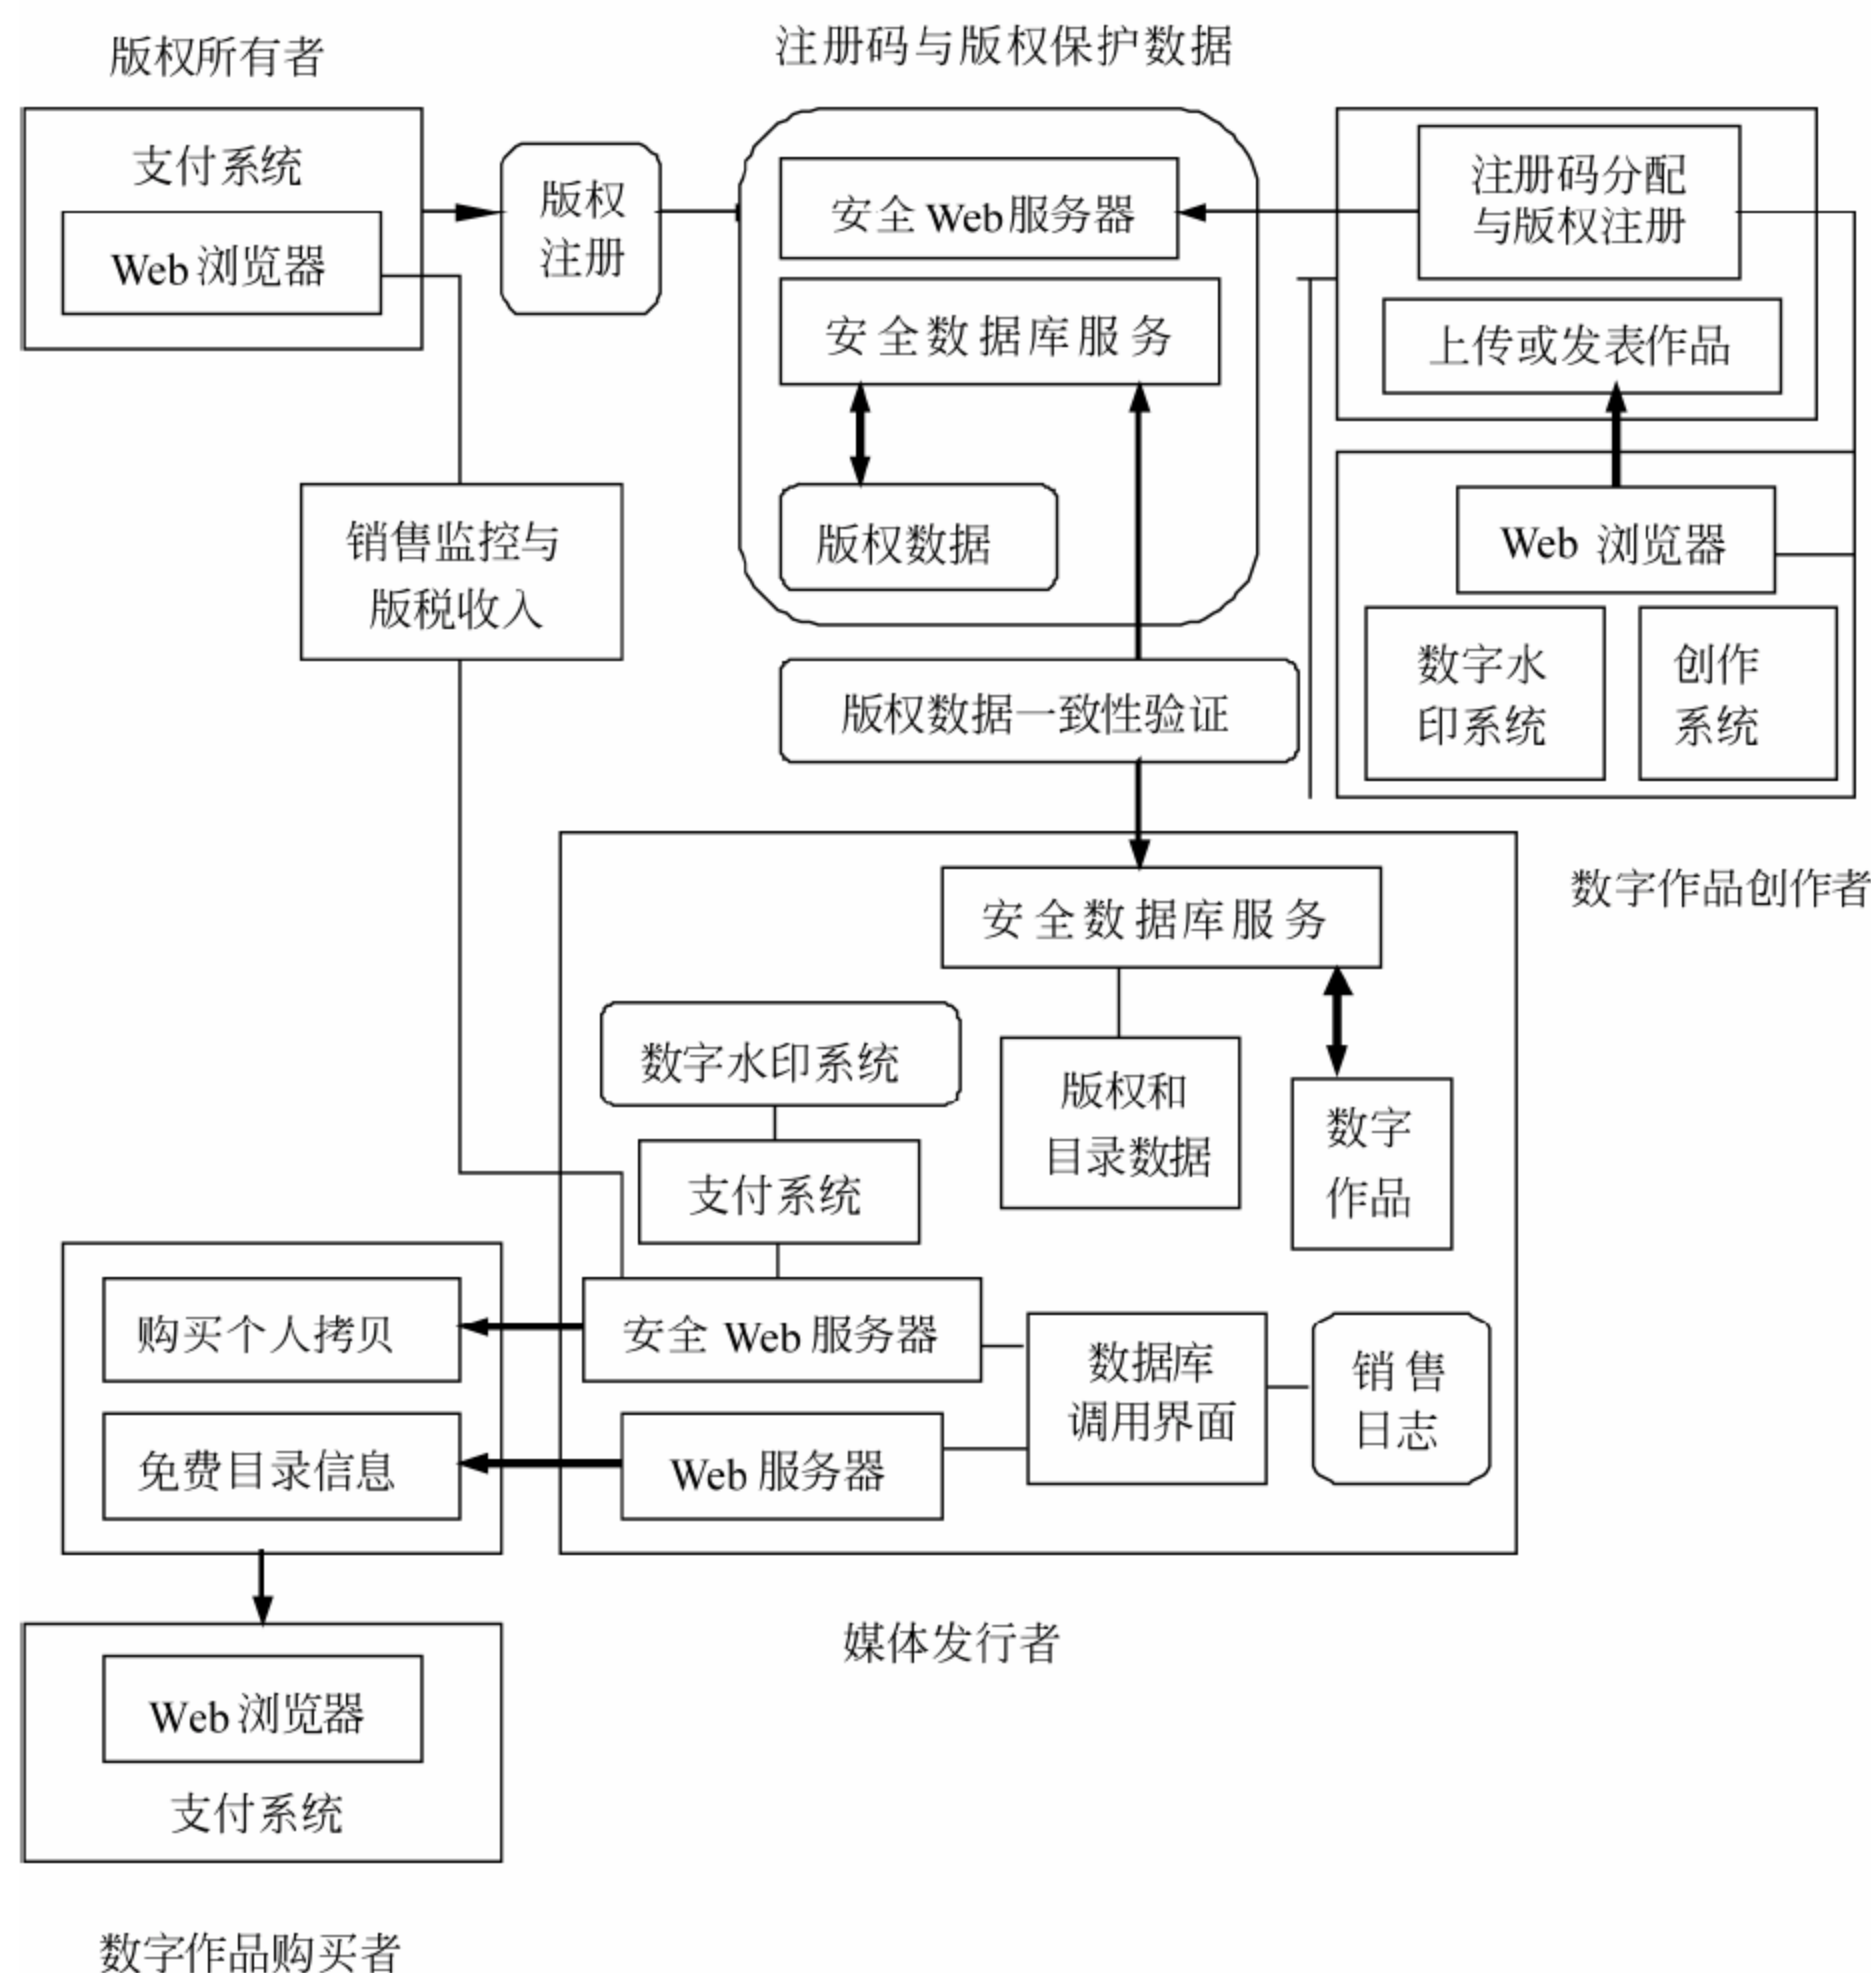 版权所有者
注册码与版权保护数据
支付系统
Web 浏览器
版权
注册
安全 Web 服务器
安全数据库服务
版权数据
注册码分配
与版权注册
上传或发表作品
Web 浏览器
数字水
印系统
创作
系统
销售监控与
版税收入
版权数据一致性验证
数字作品创作者
安全数据库服务
数字水印系统
版权和
目录数据
数字
作品
支付系统
购买个人拷贝
安全 Web 服务器
数据库
调用界面
销售
日志
免费目录信息
Web 服务器
媒体发行者
Web 浏览器
支付系统
数字作品购买者